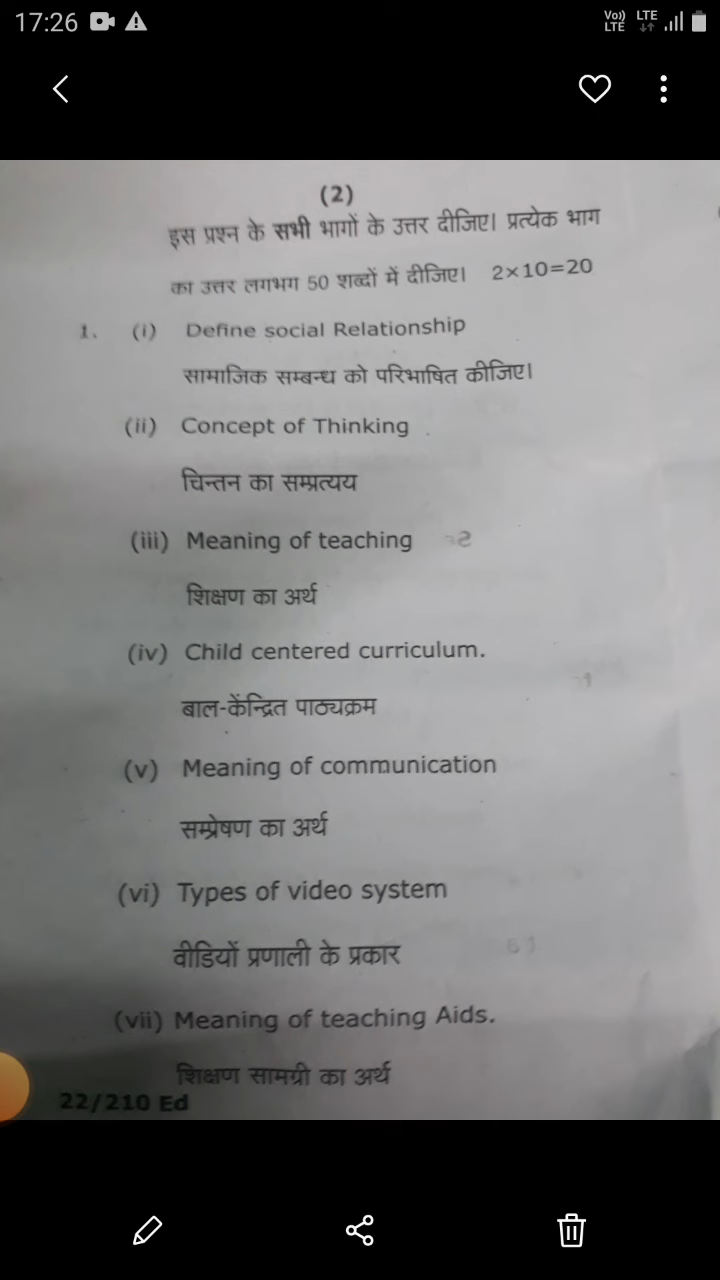 17:26
Vo)) LTE
LTE
(2)
इस प्रश्न के सभी भागों के उत्तर दीजिए। प्रत्येक भाग
का उत्तर लगभग 50 शब्दों में दीजिए। 2×10=20
1. (i) Define social Relationship
सामाजिक सम्बन्ध को परिभाषित कीजिए।
(ii) Concept of Thinking
चिन्तन का सम्प्रत्यय
(iii) Meaning of teaching
शिक्षण का अर्थ
(iv) Child centered curriculum.
बाल-केंन्द्रित पाठ्यक्रम
(v) Meaning of communication
सम्प्रेषण का अर्थ
(vi) Types of video system
वीडियों प्रणाली के प्रकार
(vii) Meaning of teaching Aids.
शिक्षण सामग्री का अर्थ
22/210 Ed